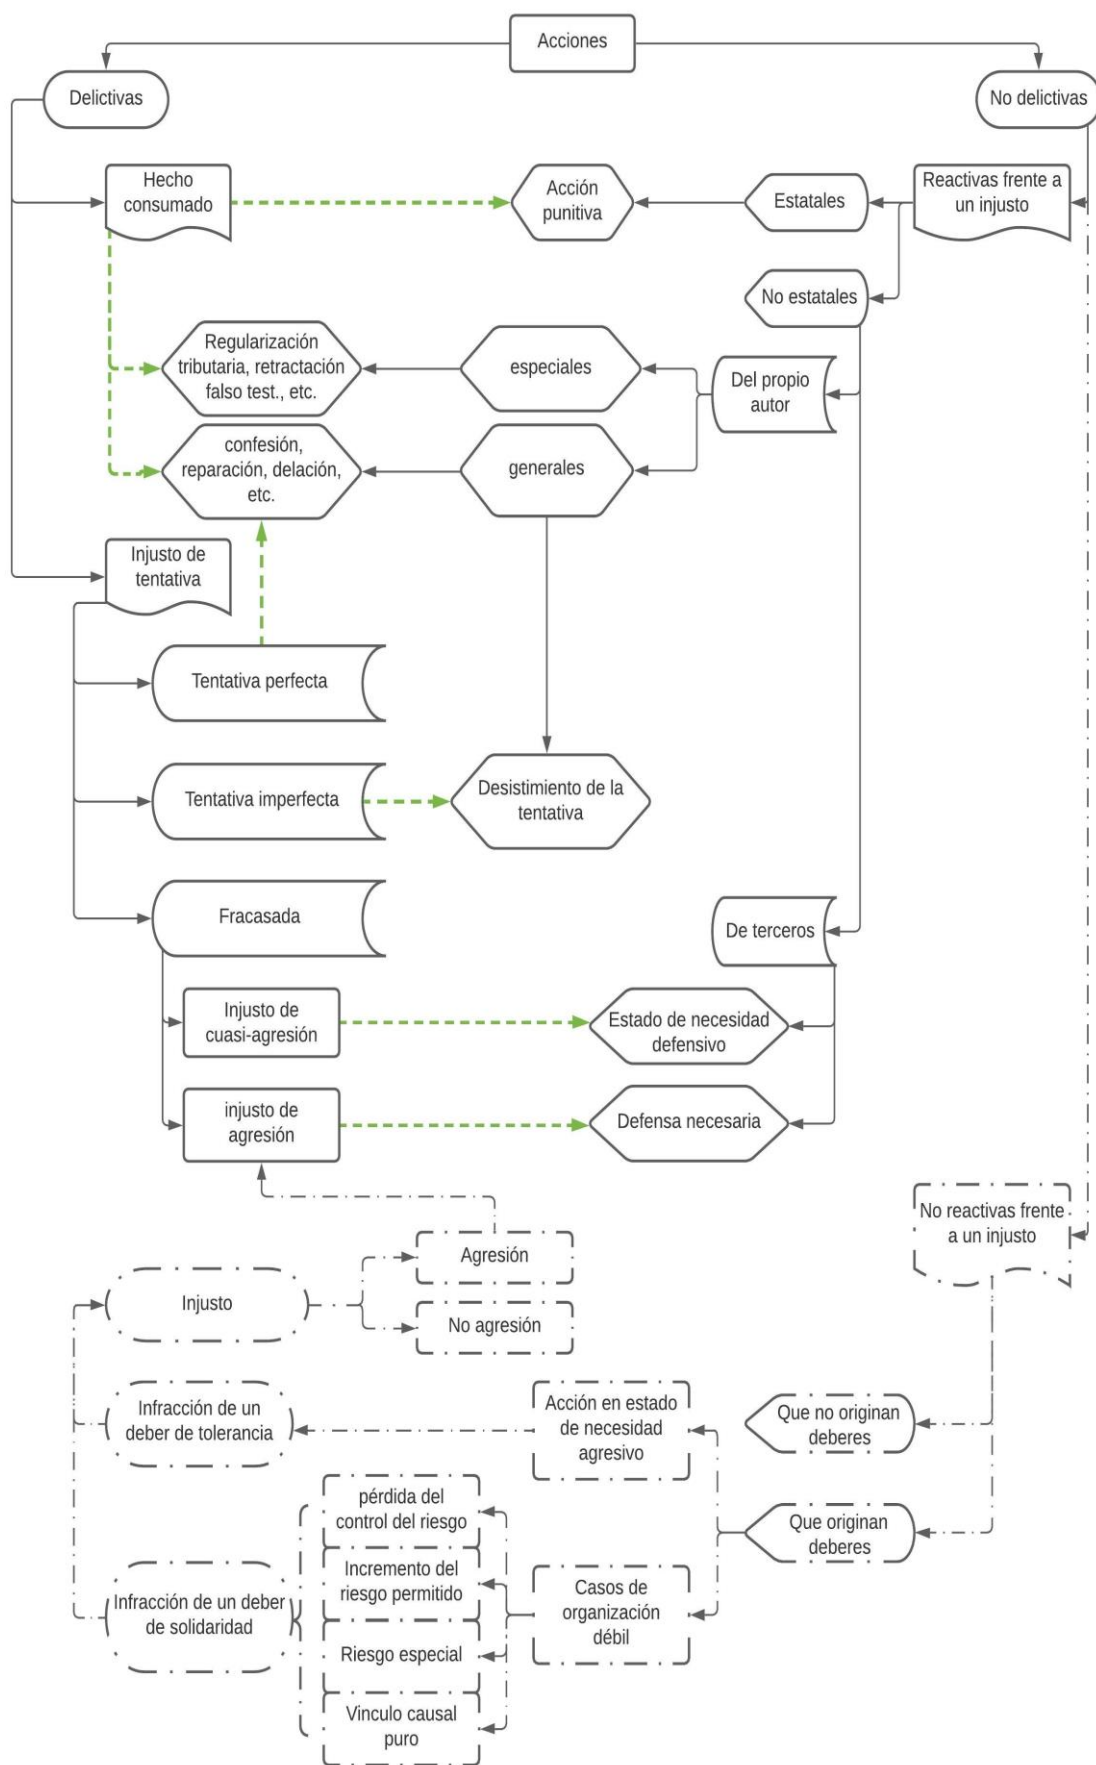 Acciones
Delictivas
No delictivas
Hecho
consumado
Acción
punitiva
Estatales
Reactivas frente a
un injusto
No estatales
Regularización
tributaria, retractación
falso test., etc.
especiales
Del propio
autor
confesión,
reparación, delación,
etc.
generales
Injusto de
tentativa
Tentativa perfecta
Tentativa imperfecta
Desistimiento de la
tentativa
Fracasada
De terceros
Injusto de
cuasi-agresión
Estado de necesidad
defensivo
injusto de
agresión
Defensa necesaria
No reactivas frente
a un injusto
Agresión
Injusto
No agresión
Infracción de un
deber de tolerancia
Acción en estado
de necesidad
agresivo
Que no originan
deberes
pérdida del
control del riesgo
Que originan
deberes
Incremento del
riesgo permitido
Infracción de un deber
de solidaridad
Casos de
organización
débil
Riesgo especial
Vinculo causal
puro